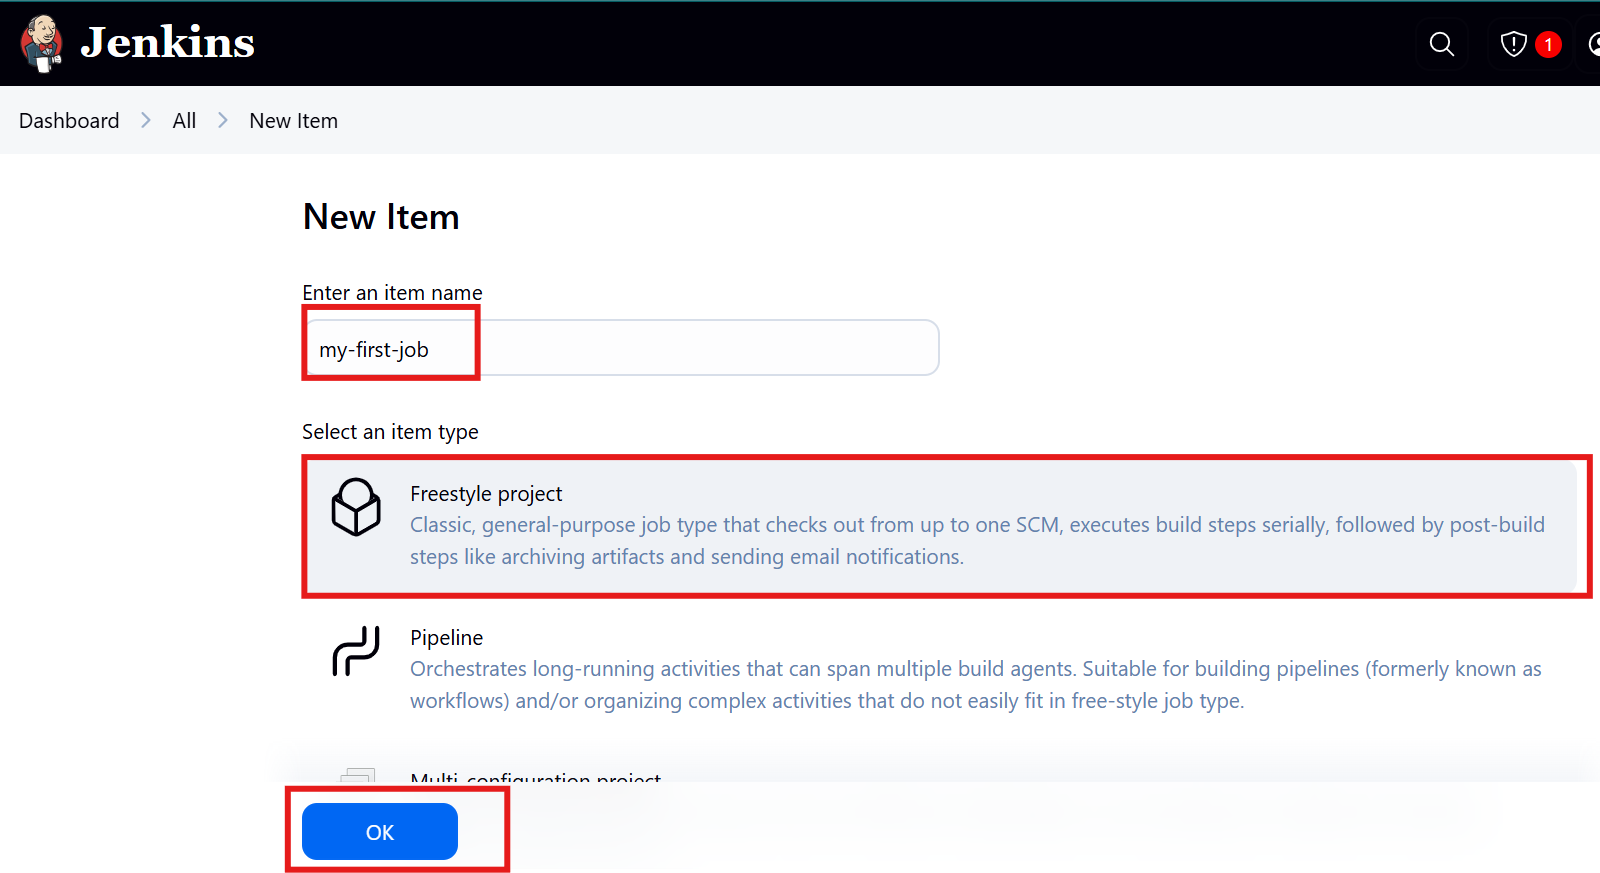 Jenkins
1
Dashboard
All
New Item
New Item
Enter an item name
my-first-job
Select an item type
Freestyle project
Classic, general-purpose job type that checks out from up to one SCM, executes build steps serially, followed by post-build
steps like archiving artifacts and sending email notifications.
Pipeline
Orchestrates long-running activities that can span multiple build agents. Suitable for building pipelines (formerly known as
workflows) and/or organizing complex activities that do not easily fit in free-style job type.
Multi-configuration project
OK